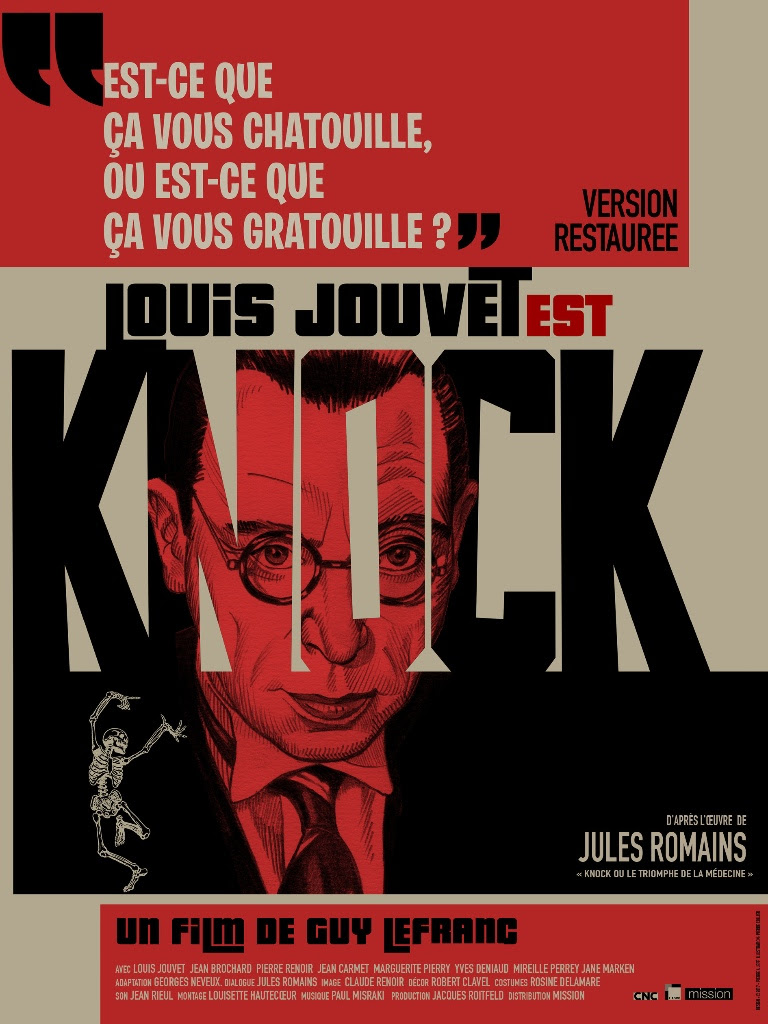 “EST-CE QUE
ÇA VOUS CHATOUILLE,
OU EST-CE QUE
ÇA VOUS GRATOUILLE ?”
VERSION
RESTAUREE
LOUIS JOUVET EST
KNOCK
D'APRÈS L'ŒUVRE DE
JULES ROMAINS
« KNOCK OU LE TRIOMPHE DE LA MÉDECINE »
UN FILM DE GUY LEFRANC
AVEC LOUIS JOUVET JEAN BROCHARD PIERRE RENOIR JEAN CARMET MARGUERITE PIERRY YVES DENIAUD MIREILLE PERREY JANE MARKEN
ADAPTATION GEORGES NEVEUX. DIALOGUE JULES ROMAINS IMAGE CLAUDE RENOIR DÉCOR ROBERT CLAVEL COSTUMES ROSINE DELAMARE
SON JEAN RIEUL MONTAGE LOUISETTE HAUTECŒUR MUSIQUE PAUL MISRAKI PRODUCTION JACQUES ROITFELD DISTRIBUTION MISSION
CNC mission